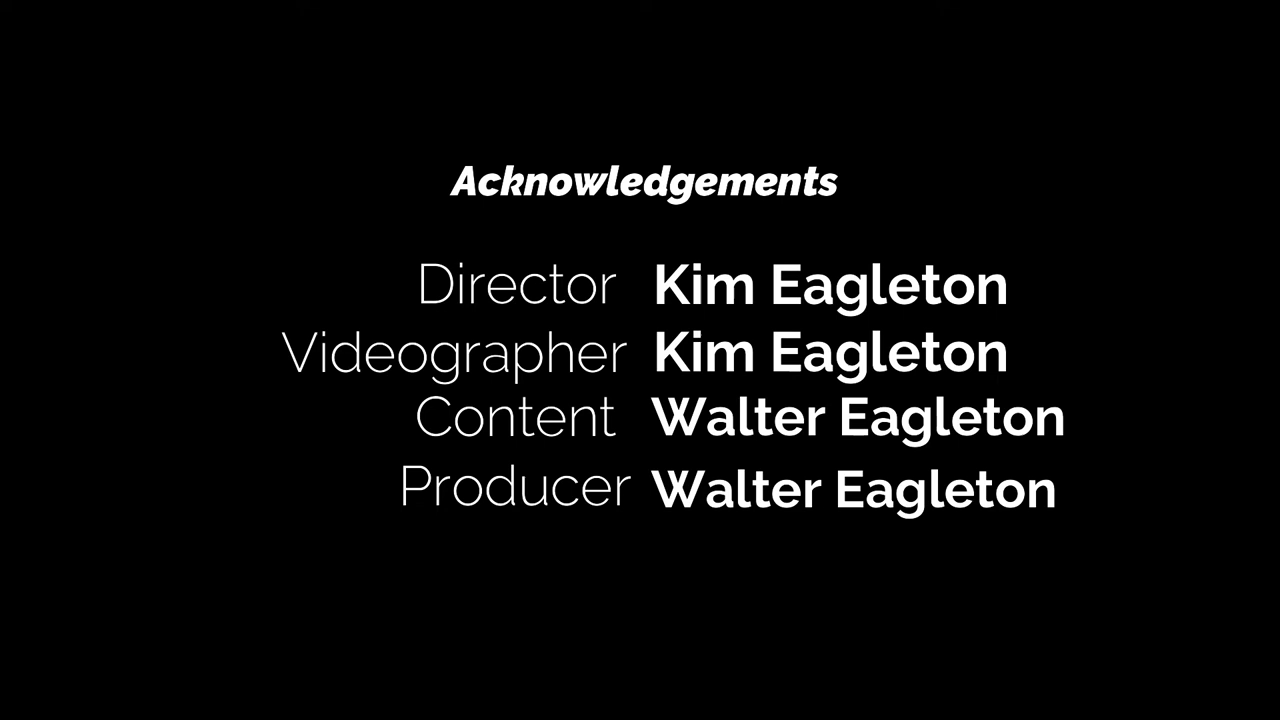 Acknowledgements
Director Kim Eagleton
Videographer Kim Eagleton
Content Walter Eagleton
Producer Walter Eagleton